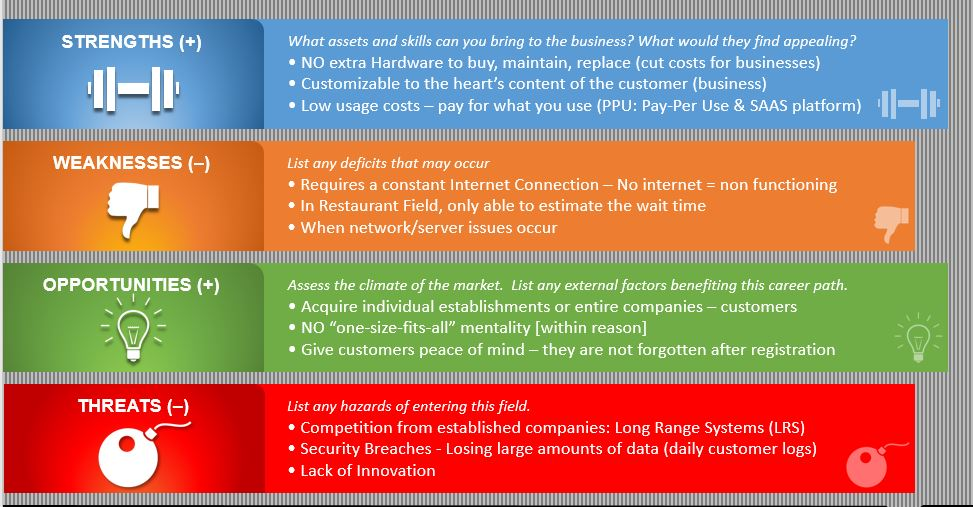 STRENGTHS (+)
What assets and skills can you bring to the business? What would they find appealing?
• NO extra Hardware to buy, maintain, replace (cut costs for businesses)
• Customizable to the heart's content of the customer (business)
• Low usage costs – pay for what you use (PPU: Pay-Per Use & SAAS platform)
WEAKNESSES (–)
List any deficits that may occur
• Requires a constant Internet Connection – No internet = non functioning
• In Restaurant Field, only able to estimate the wait time
• When network/server issues occur
OPPORTUNITIES (+)
Assess the climate of the market. List any external factors benefiting this career path.
• Acquire individual establishments or entire companies – customers
• NO “one-size-fits-all” mentality [within reason]
• Give customers peace of mind – they are not forgotten after registration
THREATS (–)
List any hazards of entering this field.
• Competition from established companies: Long Range Systems (LRS)
• Security Breaches - Losing large amounts of data (daily customer logs)
• Lack of Innovation